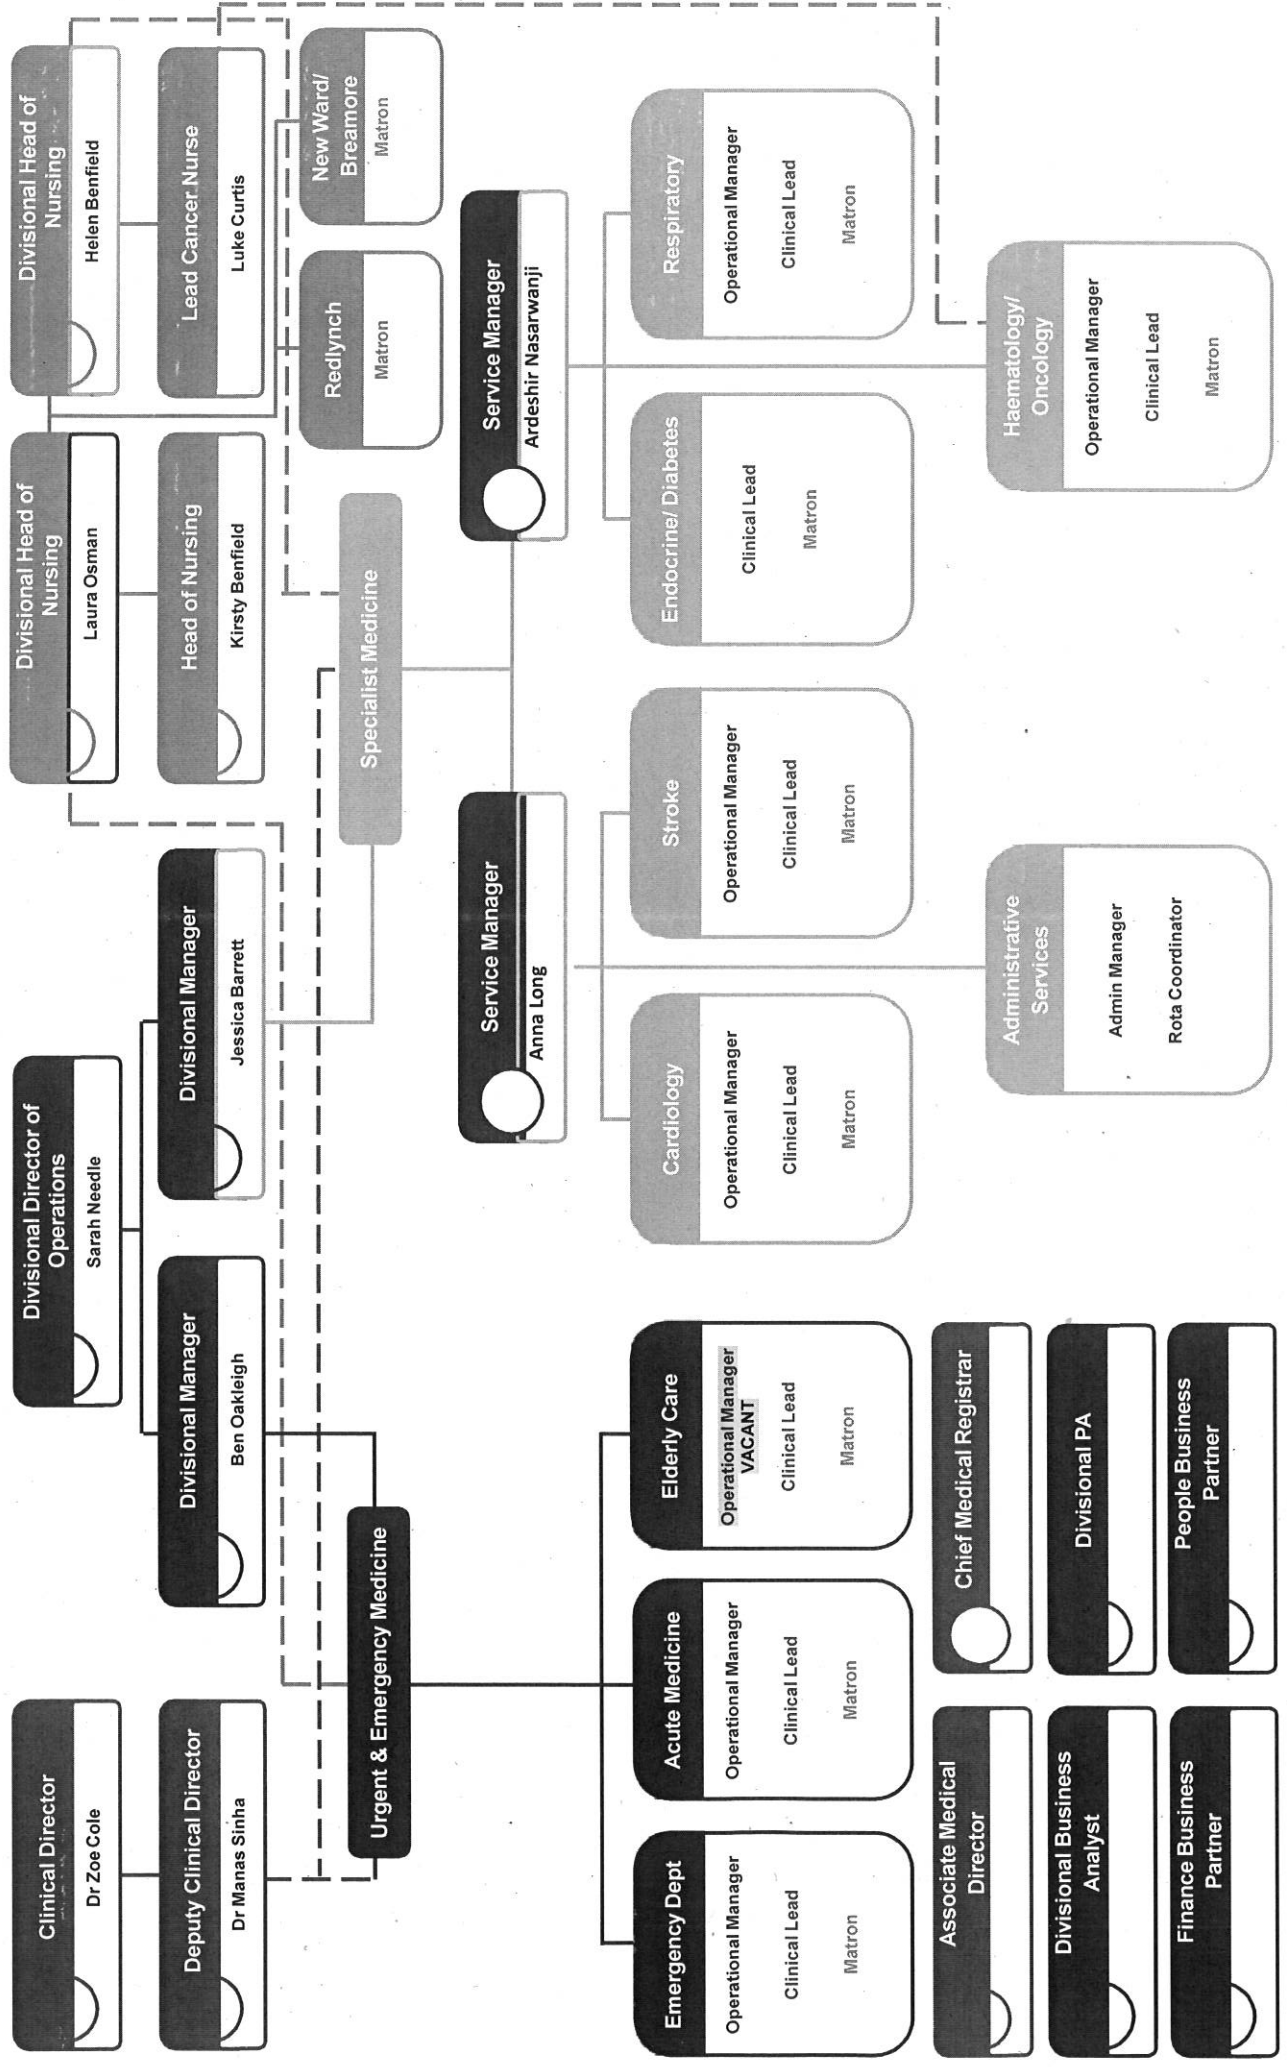 Clinical Director
Dr Zoe Cole
Deputy Clinical Director
Dr Manas Sinha
Divisional Director of
Operations
Sarah Needle
Divisional Manager
Ben Oakleigh
Divisional Manager
Jessica Barrett
Divisional Head of
Nursing
Laura Osman
Head of Nursing
Kirsty Benfield
Divisional Head of
Nursing
Helen Benfield
Lead Cancer Nurse
Luke Curtis
Redlynch
Matron
New Ward/
Breamore
Matron
Urgent & Emergency Medicine
Specialist Medicine
Service Manager
Anna Long
Service Manager
Ardeshir Nasarwanji
Emergency Dept
Operational Manager
Clinical Lead
Matron
Acute Medicine
Operational Manager
Clinical Lead
Matron
Elderly Care
Operational Manager
VACANT
Clinical Lead
Matron
Cardiology
Operational Manager
Clinical Lead
Matron
Stroke
Operational Manager
Clinical Lead
Matron
Endocrine/ Diabetes
Clinical Lead
Matron
Respiratory
Operational Manager
Clinical Lead
Matron
Associate Medical
Director
Chief Medical Registrar
Divisional Business
Analyst
Divisional PA
Finance Business
Partner
People Business
Partner
Administrative
Services
Admin Manager
Rota Coordinator
Haematology/
Oncology
Operational Manager
Clinical Lead
Matron